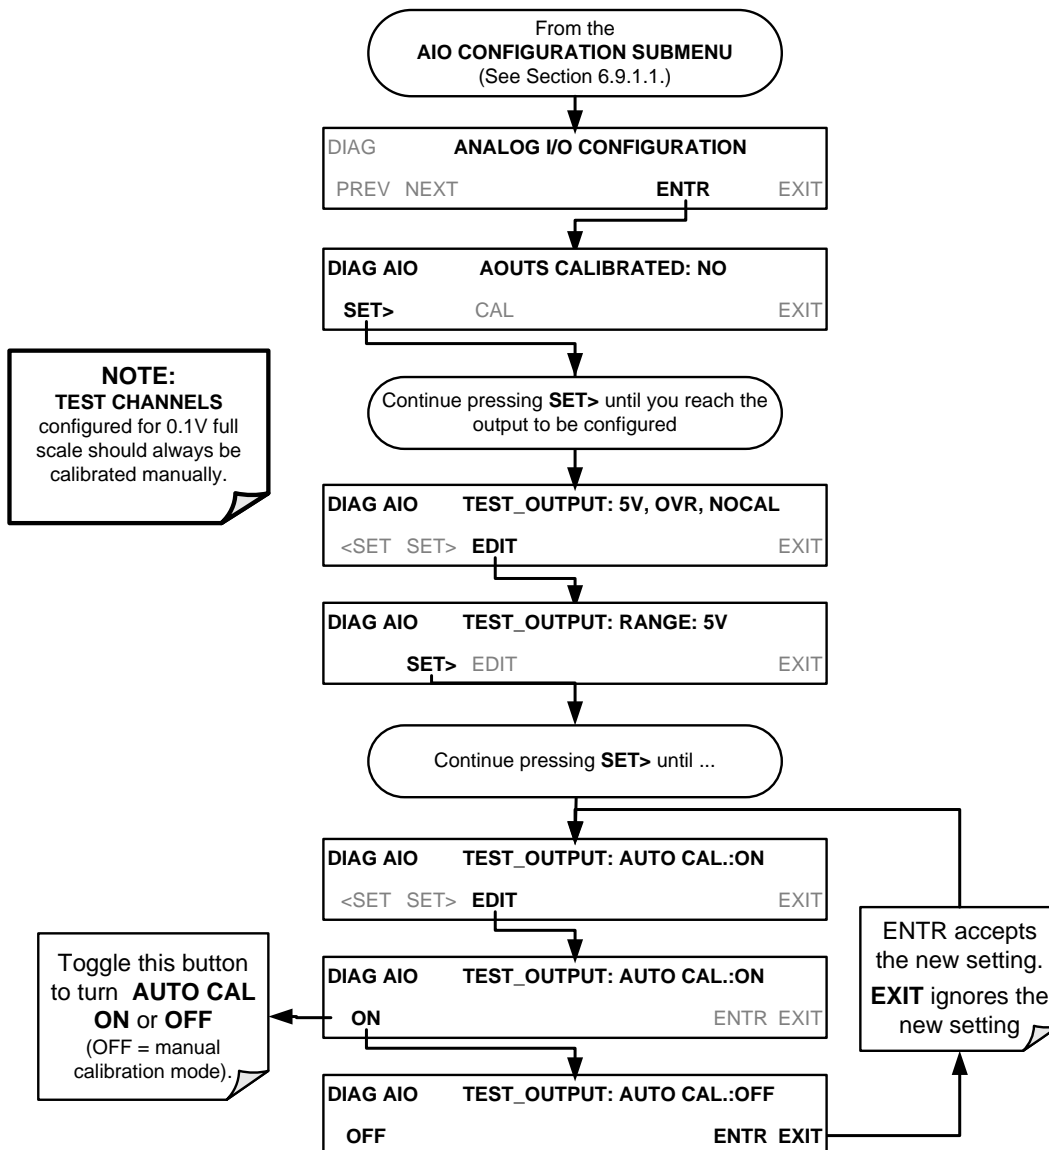 From the
AIO CONFIGURATION SUBMENU
(See Section 6.9.1.1.)
DIAG ANALOG I/O CONFIGURATION
PREV NEXT ENTR EXIT
DIAG AIO AOUTS CALIBRATED: NO
SET> CAL EXIT
NOTE:
TEST CHANNELS
configured for 0.1V full
scale should always be
calibrated manually.
Continue pressing SET> until you reach the
output to be configured
DIAG AIO TEST_OUTPUT: 5V, OVR, NOCAL
<SET SET> EDIT EXIT
DIAG AIO TEST_OUTPUT: RANGE: 5V
SET> EDIT EXIT
Continue pressing SET> until ...
DIAG AIO TEST_OUTPUT: AUTO CAL.:ON
<SET SET> EDIT EXIT
Toggle this button
to turn AUTO CAL
ON or OFF
(OFF = manual
calibration mode).
DIAG AIO TEST_OUTPUT: AUTO CAL.:ON
ON ENTR EXIT
ENTR accepts
the new setting.
EXIT ignores the
new setting
DIAG AIO TEST_OUTPUT: AUTO CAL.:OFF
OFF ENTR EXIT